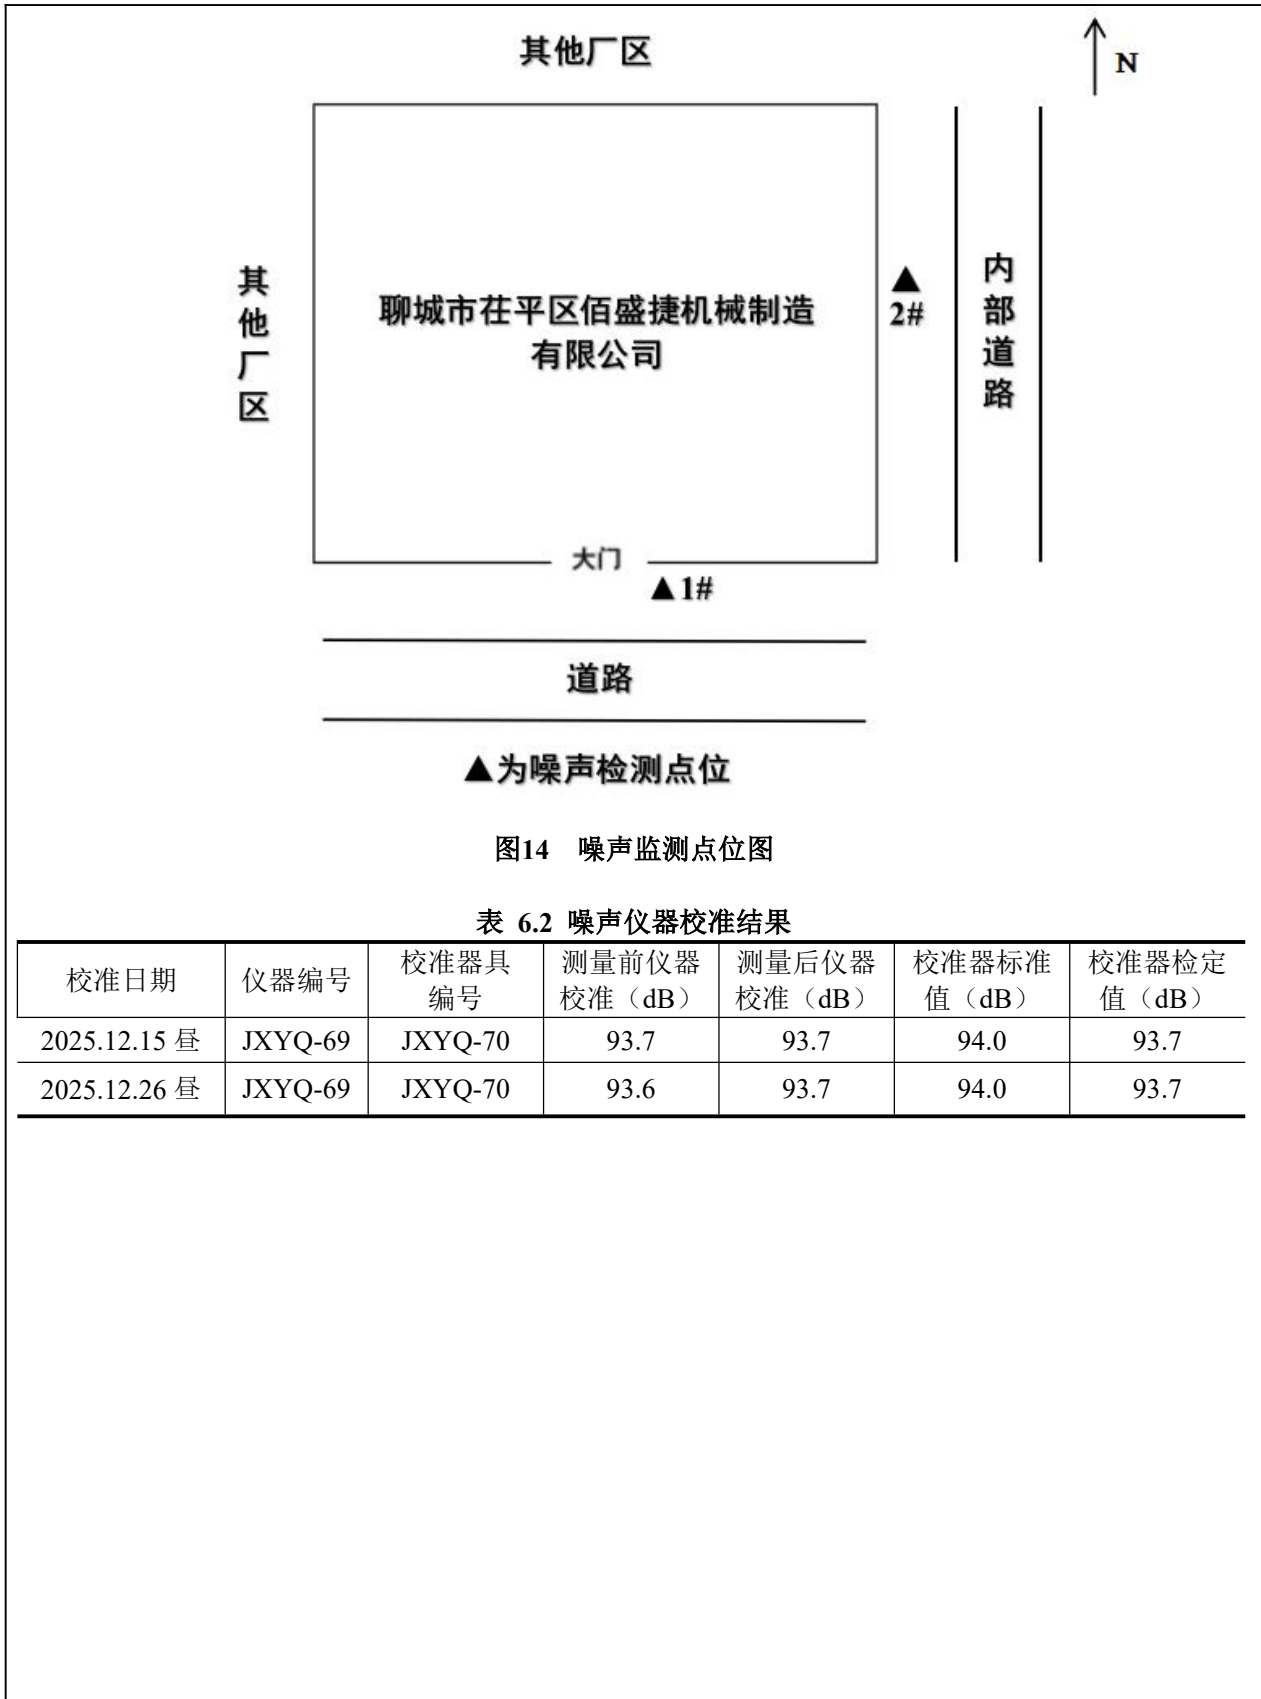 其他厂区
N
其他厂区
聊城市茌平区佰盛捷机械制造
有限公司
▲
2#
内部道路
大门
▲1#
道路
▲为噪声检测点位
图14 噪声监测点位图
表 6.2 噪声仪器校准结果
校准日期 仪器编号 校准器具编号 测量前仪器校准（dB） 测量后仪器校准（dB） 校准器标准值（dB） 校准器检定值（dB）
2025.12.15 昼 JXYQ-69 JXYQ-70 93.7 93.7 94.0 93.7
2025.12.26 昼 JXYQ-69 JXYQ-70 93.6 93.7 94.0 93.7